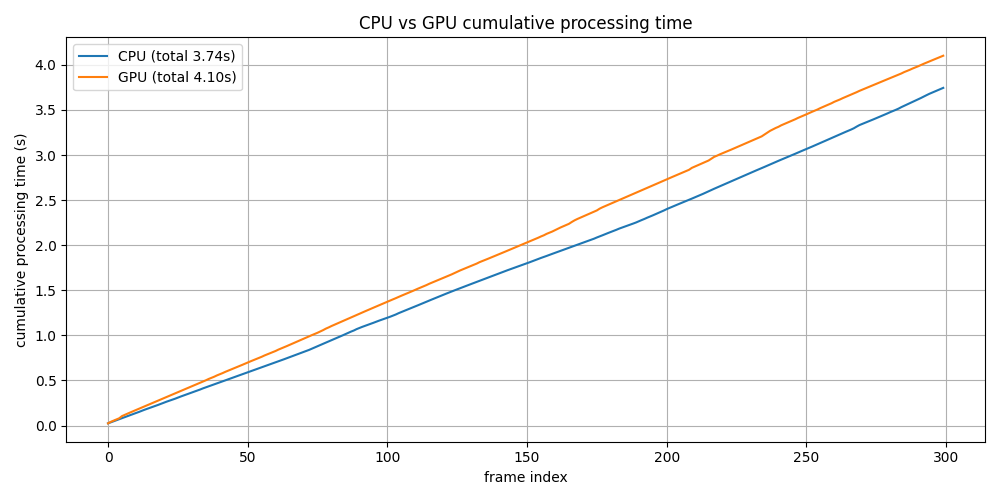 CPU vs GPU cumulative processing time
CPU (total 3.74s)
GPU (total 4.10s)
cumulative processing time (s)
4.0
3.5
3.0
2.5
2.0
1.5
1.0
0.5
0.0
0 50 100 150 200 250 300
frame index